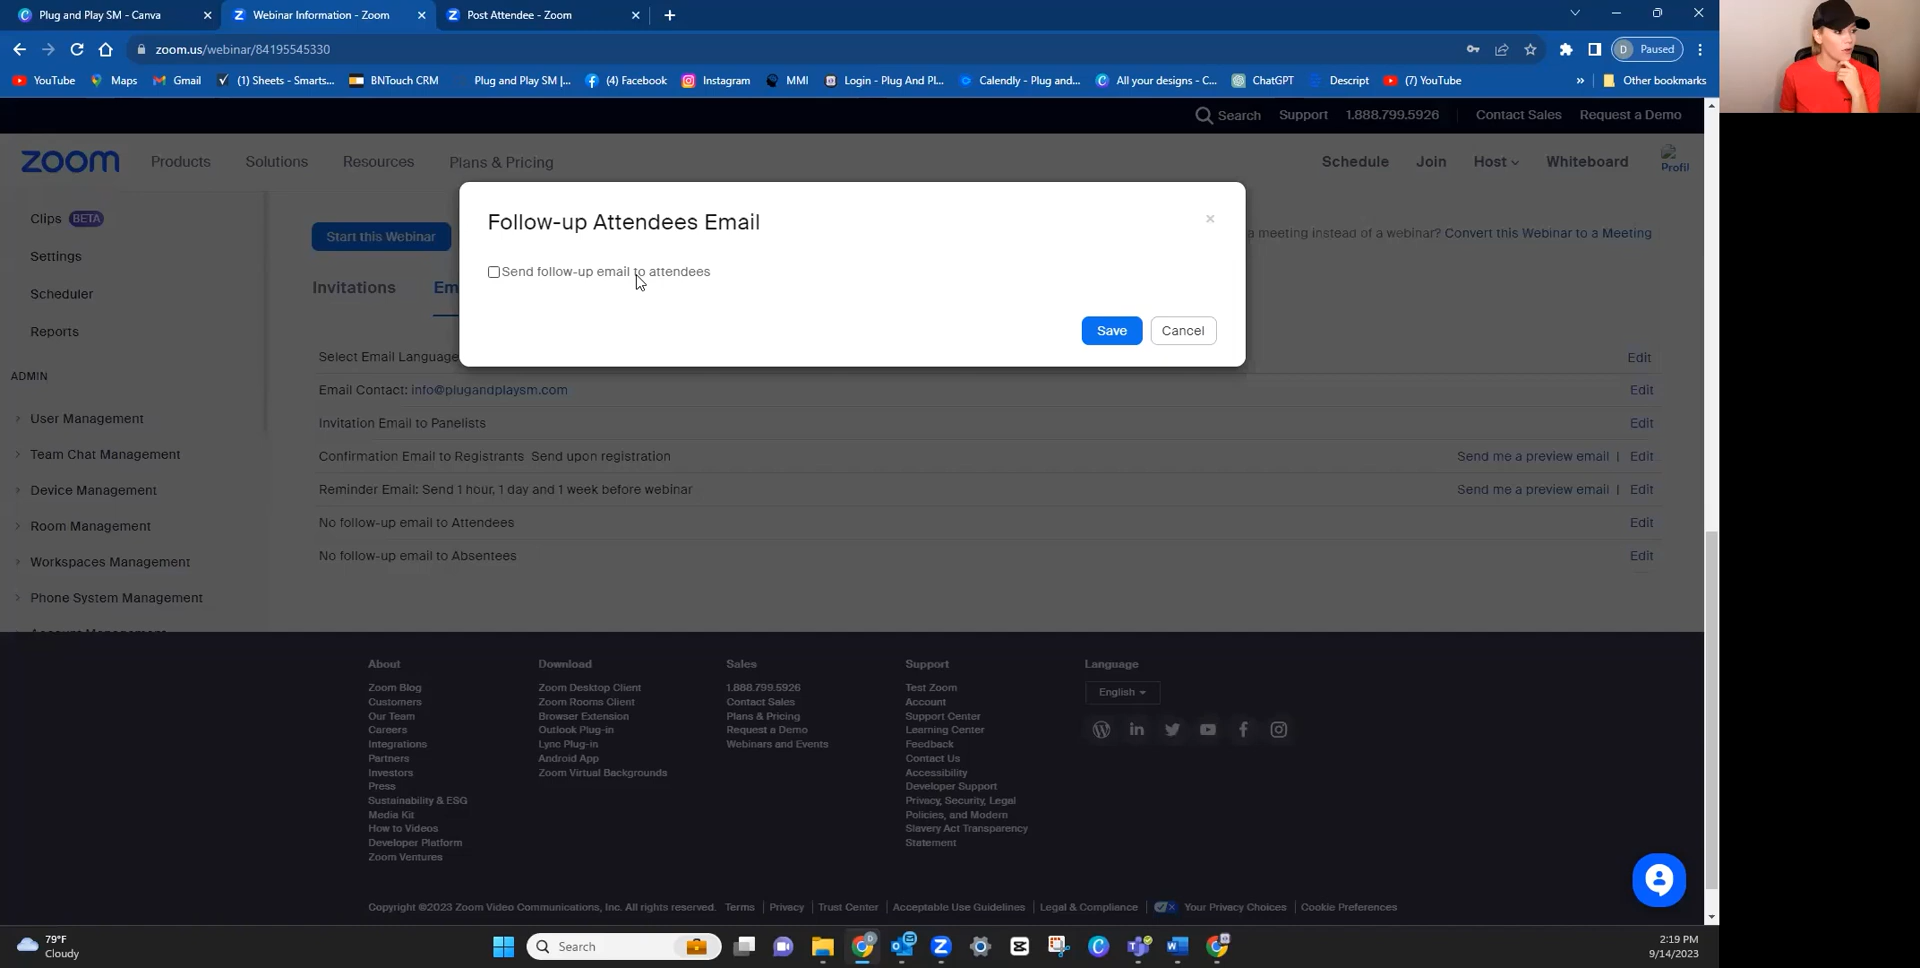 Plug and Play SM - Canva
Webinar Information - Zoom
Post Attendee - Zoom
zoom.us/webinar/84195545330
D Paused
YouTube
Maps
Gmail
(1) Sheets - Smarts...
BNTouch CRM
Plug and Play SM |...
(4) Facebook
Instagram
MMI
Login - Plug And Pl...
Calendly - Plug and...
All your designs - C...
ChatGPT
Descript
(7) YouTube
Other bookmarks
Search
Support
1.888.799.5926
Contact Sales
Request a Demo
zoom
Products
Solutions
Resources
Plans & Pricing
Schedule
Join
Host
Whiteboard
Profil
Clips BETA
Settings
Scheduler
Reports
ADMIN
User Management
Team Chat Management
Device Management
Room Management
Workspaces Management
Phone System Management
Start this Webinar
a meeting instead of a webinar? Convert this Webinar to a Meeting
Invitations
Em
Follow-up Attendees Email
Send follow-up email to attendees
Save
Cancel
Select Email Language
Edit
Email Contact: info@plugandplaysm.com
Edit
Invitation Email to Panelists
Edit
Confirmation Email to Registrants Send upon registration
Send me a preview email | Edit
Reminder Email: Send 1 hour, 1 day and 1 week before webinar
Send me a preview email | Edit
No follow-up email to Attendees
Edit
No follow-up email to Absentees
Edit
About
Zoom Blog
Customers
Our Team
Careers
Integrations
Partners
Investors
Press
Sustainability & ESG
Media Kit
How to Videos
Developer Platform
Zoom Ventures
Download
Zoom Desktop Client
Zoom Rooms Client
Browser Extension
Outlook Plug-in
Lync Plug-in
Android App
Zoom Virtual Backgrounds
Sales
1.888.799.5926
Contact Sales
Plans & Pricing
Request a Demo
Webinars and Events
Support
Test Zoom
Account
Support Center
Learning Center
Feedback
Contact Us
Accessibility
Developer Support
Privacy, Security, Legal
Policies, and Modern
Slavery Act Transparency
Statement
Language
English
Copyright ©2023 Zoom Video Communications, Inc. All rights reserved. Terms | Privacy | Trust Center | Acceptable Use Guidelines | Legal & Compliance | Your Privacy Choices | Cookie Preferences
79°F
Cloudy
Search
2:19 PM
9/14/2023